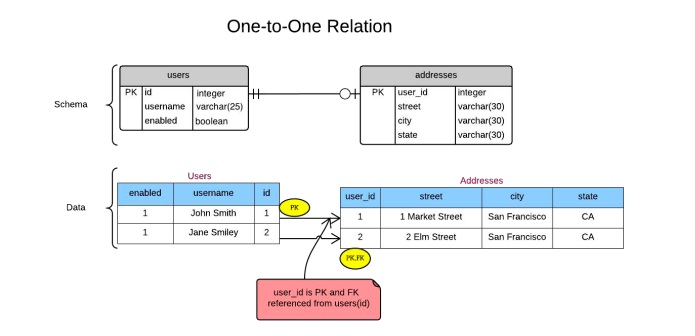 One-to-One Relation
users
addresses
PK id integer
username varchar(25)
enabled boolean
PK user_id integer
street varchar(30)
city varchar(30)
state varchar(30)
Schema
Users
Addresses
enabled username id
1 John Smith 1
1 Jane Smiley 2
PK
user_id street city state
1 1 Market Street San Francisco CA
2 2 Elm Street San Francisco CA
Data
PK,FK
user_id is PK and FK
referenced from users(id)